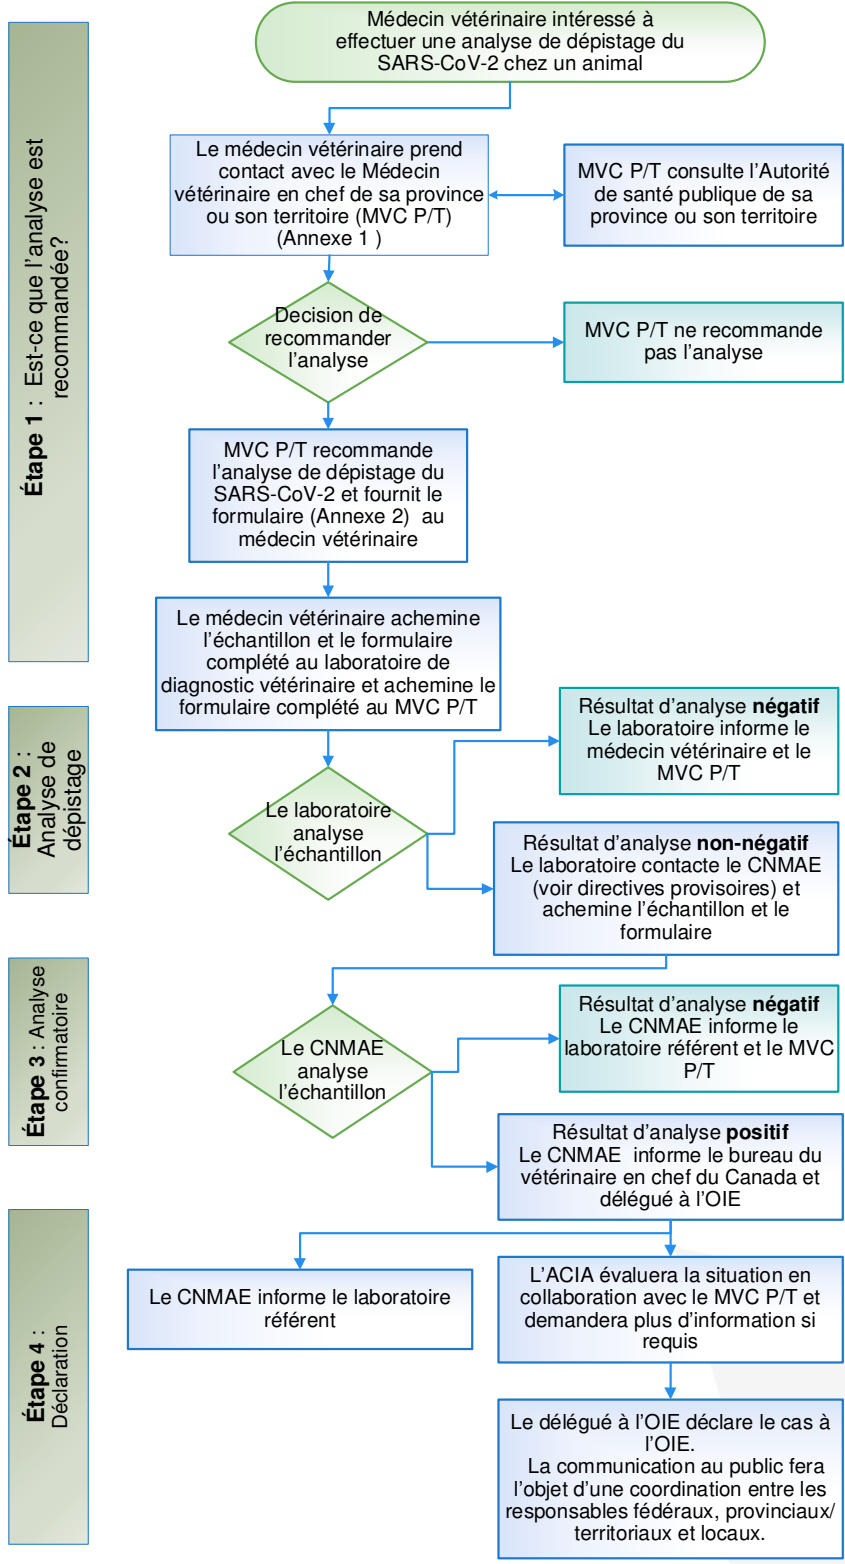 Médecin vétérinaire intéressé à
effectuer une analyse de dépistage du
SARS-CoV-2 chez un animal
Étape 1 : Est-ce que l'analyse est
recommandée?
Le médecin vétérinaire prend
contact avec le Médecin
vétérinaire en chef de sa province
ou son territoire (MVC P/T)
(Annexe 1 )
MVC P/T consulte l'Autorité
de santé publique de sa
province ou son territoire
Decision de
recommander
l'analyse
MVC P/T ne recommande
pas l'analyse
MVC P/T recommande
l'analyse de dépistage du
SARS-CoV-2 et fournit le
formulaire (Annexe 2) au
médecin vétérinaire
Le médecin vétérinaire achemine
l'échantillon et le formulaire
complété au laboratoire de
diagnostic vétérinaire et achemine le
formulaire complété au MVC P/T
Étape 2 :
Analyse de
dépistage
Le laboratoire
analyse
l'échantillon
Résultat d'analyse négatif
Le laboratoire informe le
médecin vétérinaire et le
MVC P/T
Résultat d'analyse non-négatif
Le laboratoire contacte le CNMAE
(voir directives provisoires) et
achemine l'échantillon et le
formulaire
Étape 3 : Analyse
confirmatoire
Le CNMAE
analyse
l'échantillon
Résultat d'analyse négatif
Le CNMAE informe le
laboratoire référent et le MVC
P/T
Résultat d'analyse positif
Le CNMAE informe le bureau du
vétérinaire en chef du Canada et
délégué à l'OIE
Étape 4 :
Déclaration
Le CNMAE informe le laboratoire
référent
L'ACIA évaluera la situation en
collaboration avec le MVC P/T et
demandera plus d'information si
requis
Le délégué à l'OIE déclare le cas à
l'OIE.
La communication au public fera
l'objet d'une coordination entre les
responsables fédéraux, provinciaux/
territoriaux et locaux.